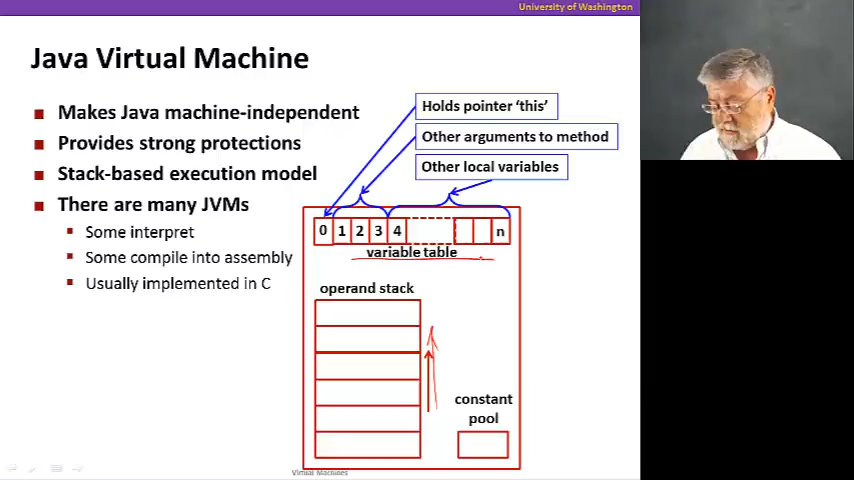 University of Washington
Java Virtual Machine
Makes Java machine-independent
Provides strong protections
Stack-based execution model
There are many JVMs
Some interpret
Some compile into assembly
Usually implemented in C
Holds pointer ‘this’
Other arguments to method
Other local variables
0 1 2 3 4 n
variable table
operand stack
constant
pool
Virtual Machines